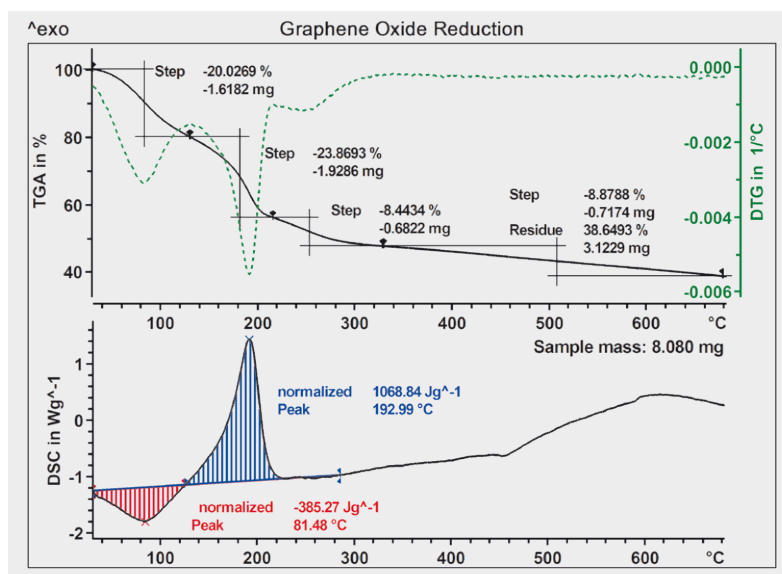 ^exo
Graphene Oxide Reduction
TGA in %
100
80
60
40
Step -20.0269 %
-1.6182 mg
Step -23.8693 %
-1.9286 mg
Step -8.4434 %
-0.6822 mg
Step -8.8788 %
-0.7174 mg
Residue 38.6493 %
3.1229 mg
0.000
-0.002
-0.004
-0.006
DTG in 1/°C
100 200 300 400 500 600 °C
Sample mass: 8.080 mg
DSC in Wg^-1
1
0
-1
-2
normalized 1068.84 Jg^-1
Peak 192.99 °C
normalized -385.27 Jg^-1
Peak 81.48 °C
100 200 300 400 500 600 °C